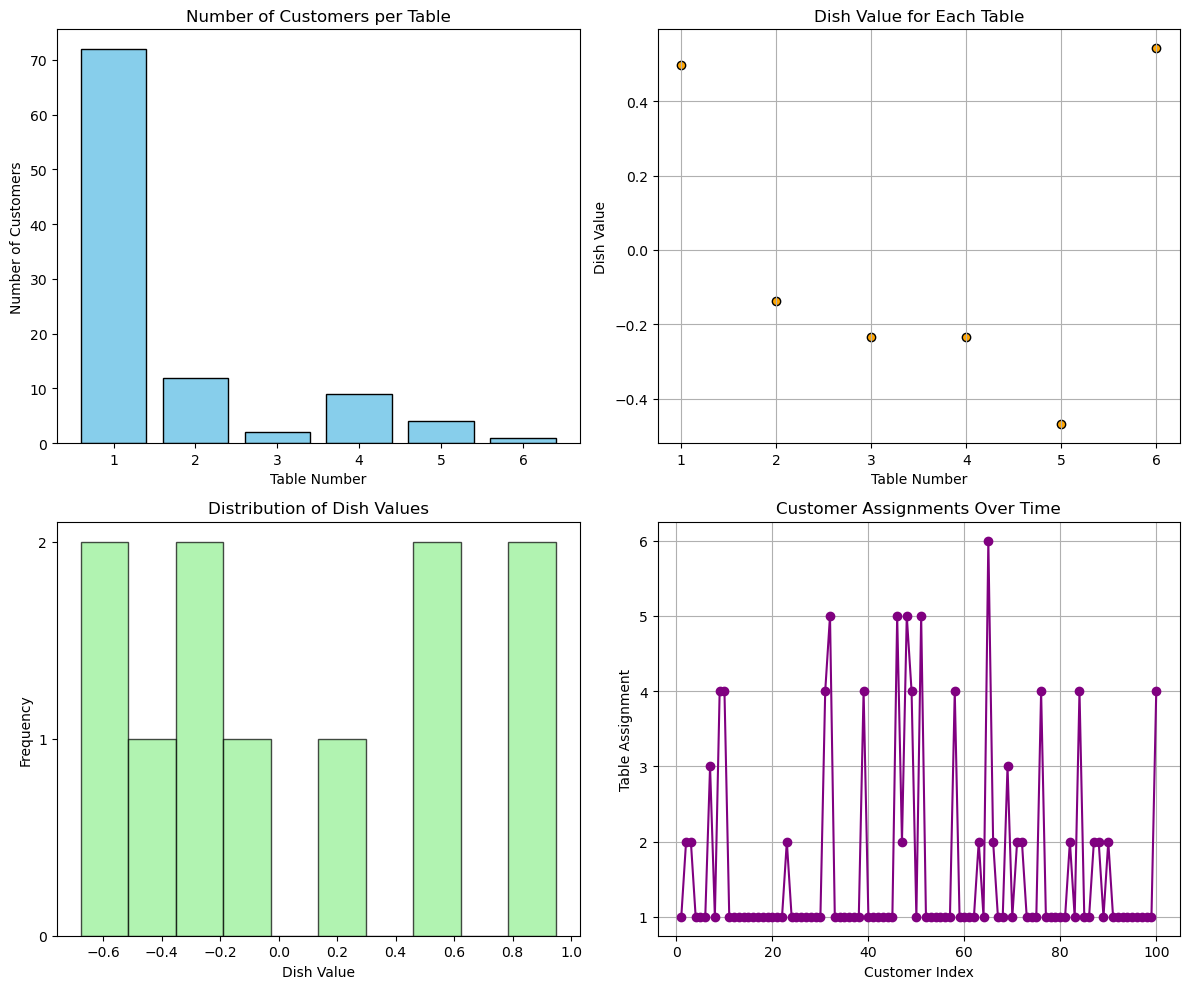 Number of Customers per Table
Number of Customers
70
60
50
40
30
20
10
0
1 2 3 4 5 6
Table Number
Dish Value for Each Table
Dish Value
0.4
0.2
0.0
−0.2
−0.4
1 2 3 4 5 6
Table Number
Distribution of Dish Values
Frequency
2
1
0
−0.6 −0.4 −0.2 0.0 0.2 0.4 0.6 0.8 1.0
Dish Value
Customer Assignments Over Time
Table Assignment
6
5
4
3
2
1
0 20 40 60 80 100
Customer Index